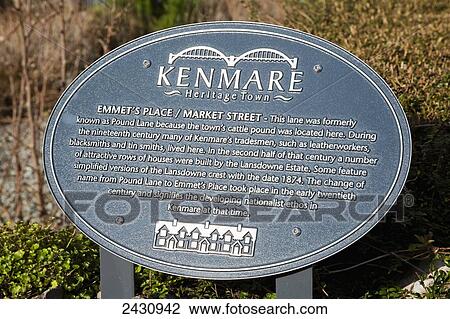 KENMARE
Heritage Town
EMMET'S PLACE / MARKET STREET - This lane was formerly
known as Pound Lane because the town's cattle pound was located here. During
the nineteenth century many of Kenmare's tradesmen, such as leatherworkers,
blacksmiths and tin smiths, lived here. In the second half of that century a number
of attractive rows of houses were built by the Lansdowne Estate. Some feature
simplified versions of the Lansdowne crest with the date 1874. The change of
name from Pound Lane to Emmet's Place took place in the early twentieth
century and signifies the developing nationalist ethos in
Kenmare at that time.
fotosearch
2430942 www.fotosearch.com